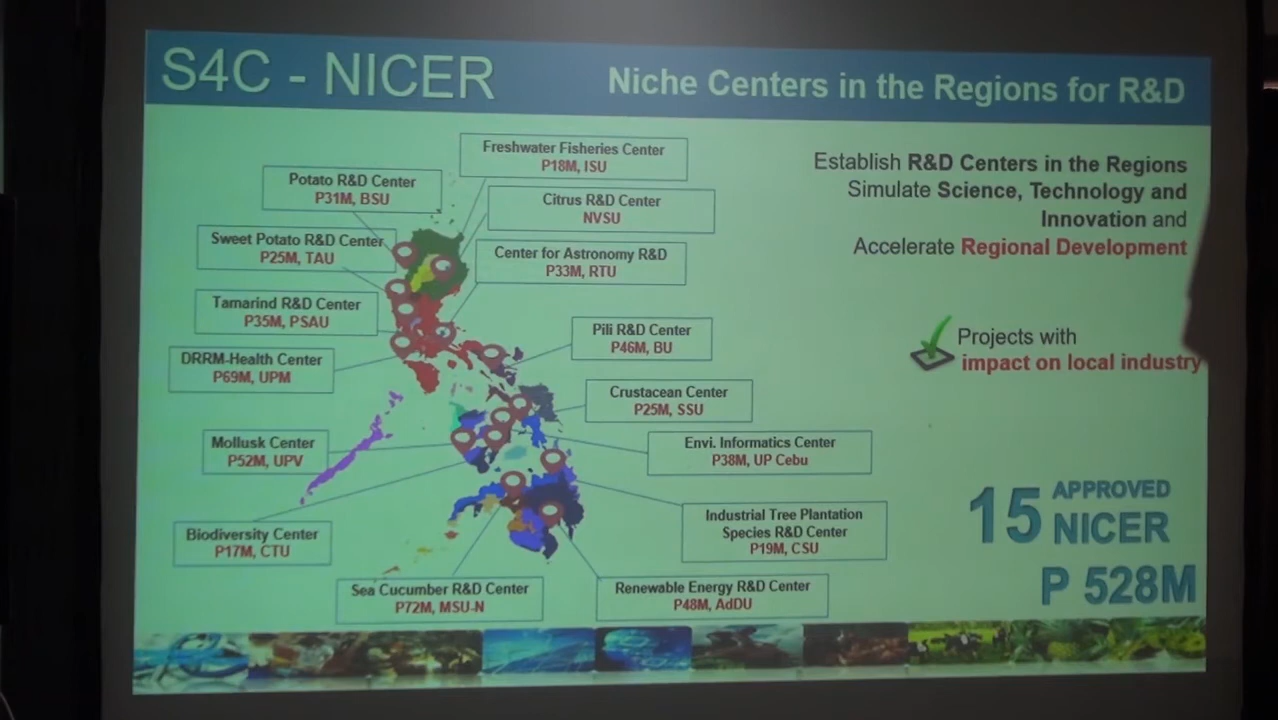 S4C - NICER
Niche Centers in the Regions for R&D
Establish R&D Centers in the Regions
Simulate Science, Technology and
Innovation and
Accelerate Regional Development
Freshwater Fisheries Center
P18M, ISU
Potato R&D Center
P31M, BSU
Citrus R&D Center
NVSU
Sweet Potato R&D Center
P25M, TAU
Center for Astronomy R&D
P33M, RTU
Tamarind R&D Center
P35M, PSAU
Pili R&D Center
P46M, BU
DRRM-Health Center
P69M, UPM
Crustacean Center
P25M, SSU
Mollusk Center
P52M, UPV
Envi. Informatics Center
P38M, UP Cebu
Biodiversity Center
P17M, CTU
Industrial Tree Plantation
Species R&D Center
P19M, CSU
Sea Cucumber R&D Center
P72M, MSU-N
Renewable Energy R&D Center
P48M, AdDU
Projects with
impact on local industry
15 APPROVED
NICER
P 528M